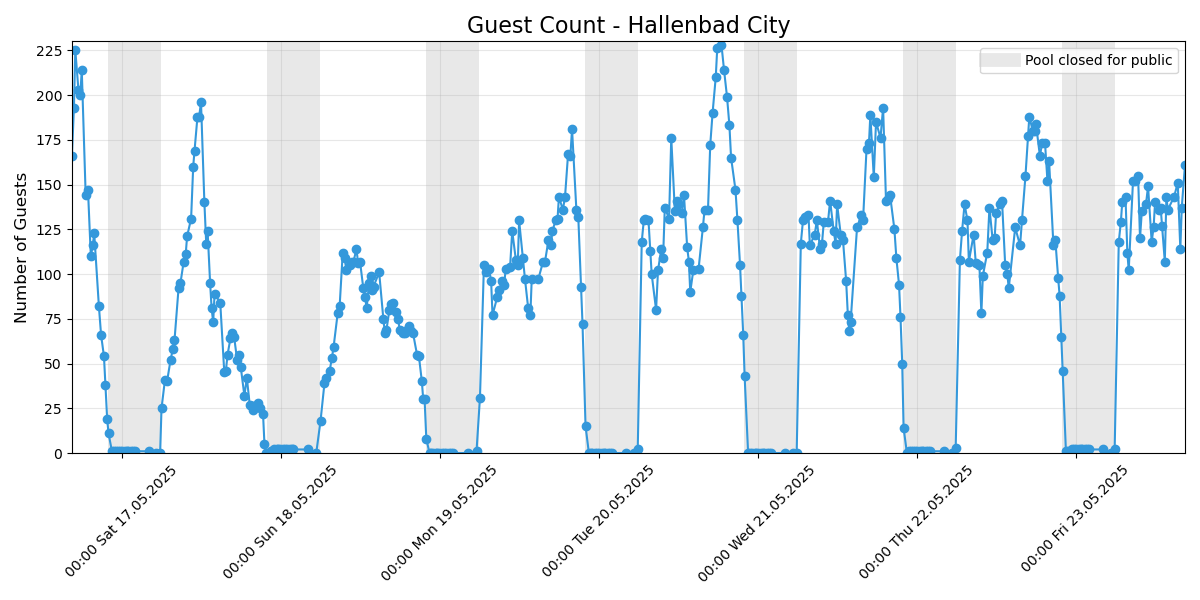 Guest Count - Hallenbad City
Pool closed for public
Number of Guests
225
200
175
150
125
100
75
50
25
0
00:00 Sat 17.05.2025
00:00 Sun 18.05.2025
00:00 Mon 19.05.2025
00:00 Tue 20.05.2025
00:00 Wed 21.05.2025
00:00 Thu 22.05.2025
00:00 Fri 23.05.2025